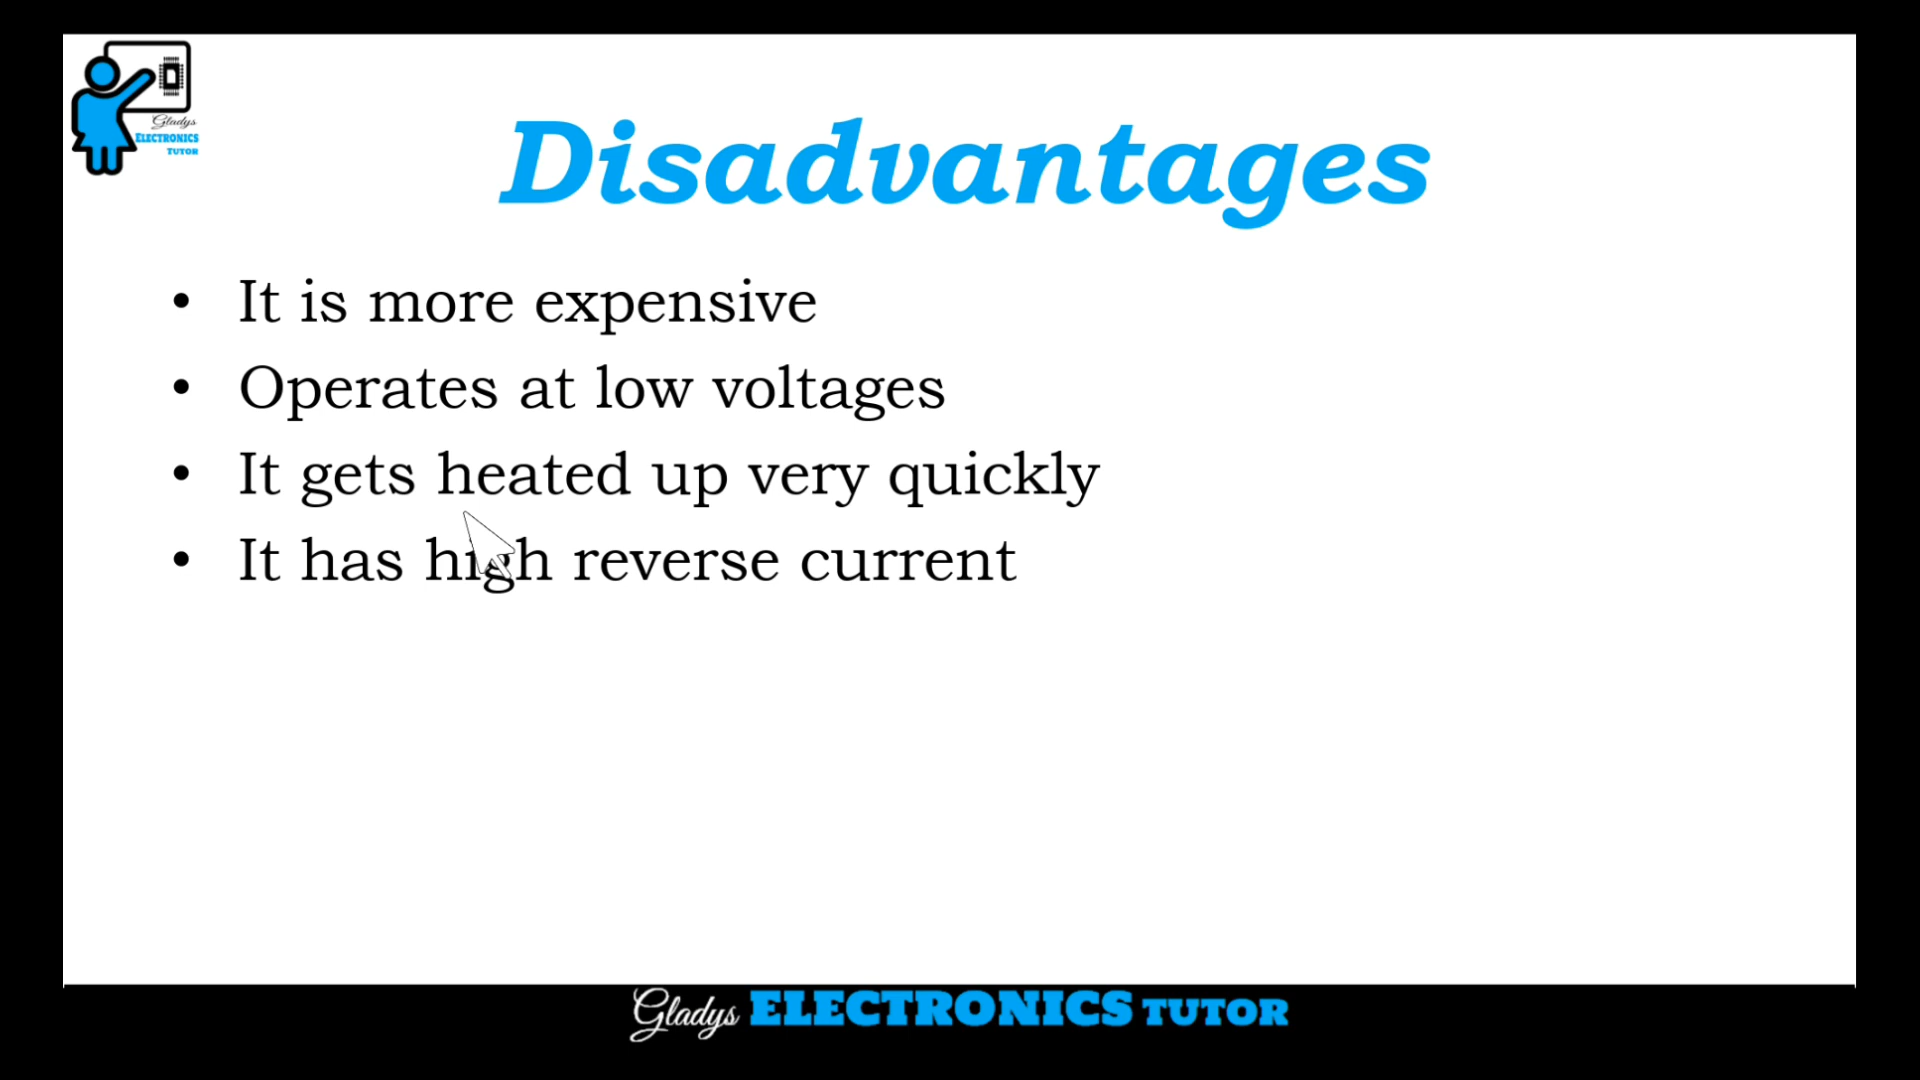 Gladys
ELECTRONICS
TUTOR
Disadvantages
• It is more expensive
• Operates at low voltages
• It gets heated up very quickly
• It has high reverse current
Gladys ELECTRONICS TUTOR